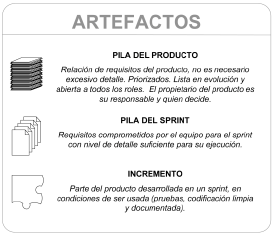 ARTEFACTOS
PILA DEL PRODUCTO
Relación de requisitos del producto, no es necesario
excesivo detalle. Priorizados. Lista en evolución y
abierta a todos los roles. El propietario del producto es
su responsable y quien decide.
PILA DEL SPRINT
Requisitos comprometidos por el equipo para el sprint
con nivel de detalle suficiente para su ejecución.
INCREMENTO
Parte del producto desarrollada en un sprint, en
condiciones de ser usada (pruebas, codificación limpia
y documentada).